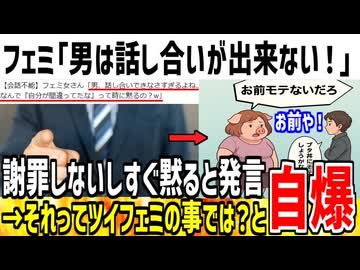 フェミ「男は話し合いが出来ない！」
【会話不能】フェミ女さん「男、話し合いできなさすぎるよね。
なんで『自分が間違ってたな』って時に黙るの？w」
お前モテないだろ
お前や！
謝罪しないしすぐ黙ると発言
→それってツイフェミの事では？と自爆